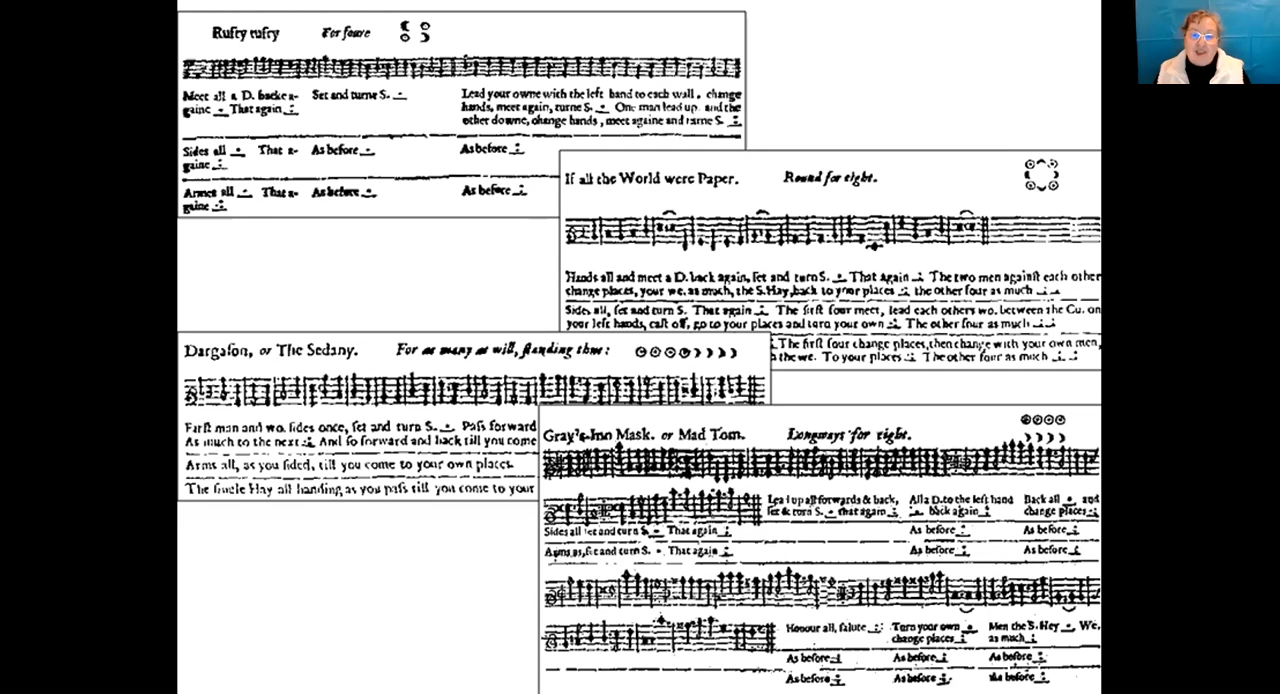 Rufty tufty For foure
Meet all a D. backe a- Set and turne S. Lead your owne with the left hand to each wall, change
gaine That again hands, meet again, turne S. One man lead up and the
other downe, change hands, meet againe and turne S.
Sides all That a- As before As before
gaine
Armes all That a- As before As before
gaine
If all the World were Paper. Round for eight.
Hands all and meet a D. back again, set and turn S. That again The two men against each other
change places, your we. as much, the S. Hay, back to your places the other four as much
Sides all, set and turn S. That again The first four meet, lead each others wo. between the Cu. on
your left hands, cast off, go to your places and turn your own The other four as much
The first four change places, then change with your own men,
the we. To your places The other four as much
Dargason, or The Sedany. For as many as will, standing thus:
First man and wo. sides once, set and turn S. Pass forward
As much to the next And so forward and back till you come
Arms all, as you sided, till you come to your own places.
The single Hay all handing as you pass till you come to your
Gray's-Inn Mask. or Mad Tom. Longways for eight.
Lead up all forwards & back, All a D. to the left hand Back all and
set & turn S. that again back again change places
Sides all set and turn S. That again As before As before
Arms as, set and turn S. That again As before As before
Honour all, salute Turn your own Men the S. Hey We.
change places as much
As before As before As before
As before As before As before